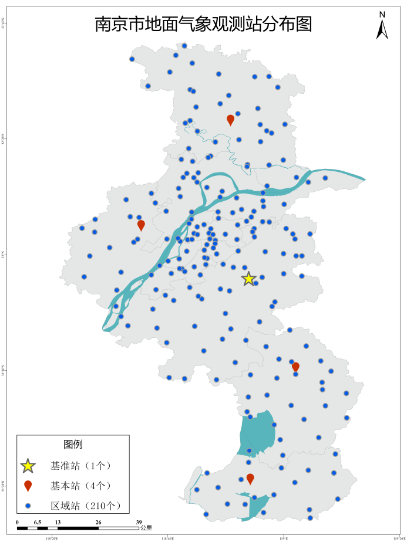 南京市地面气象观测站分布图
N
图例
基准站（1个）
基本站（4个）
区域站（210个）
0 6.5 13 26 39
公里